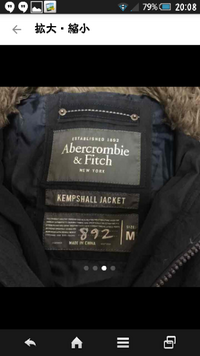 79% 20:08
拡大・縮小
ESTABLISHED 1892
Abercrombie
& Fitch
NEW YORK
KEMPSHALL JACKET
892
MADE IN CHINA
SIZE
M